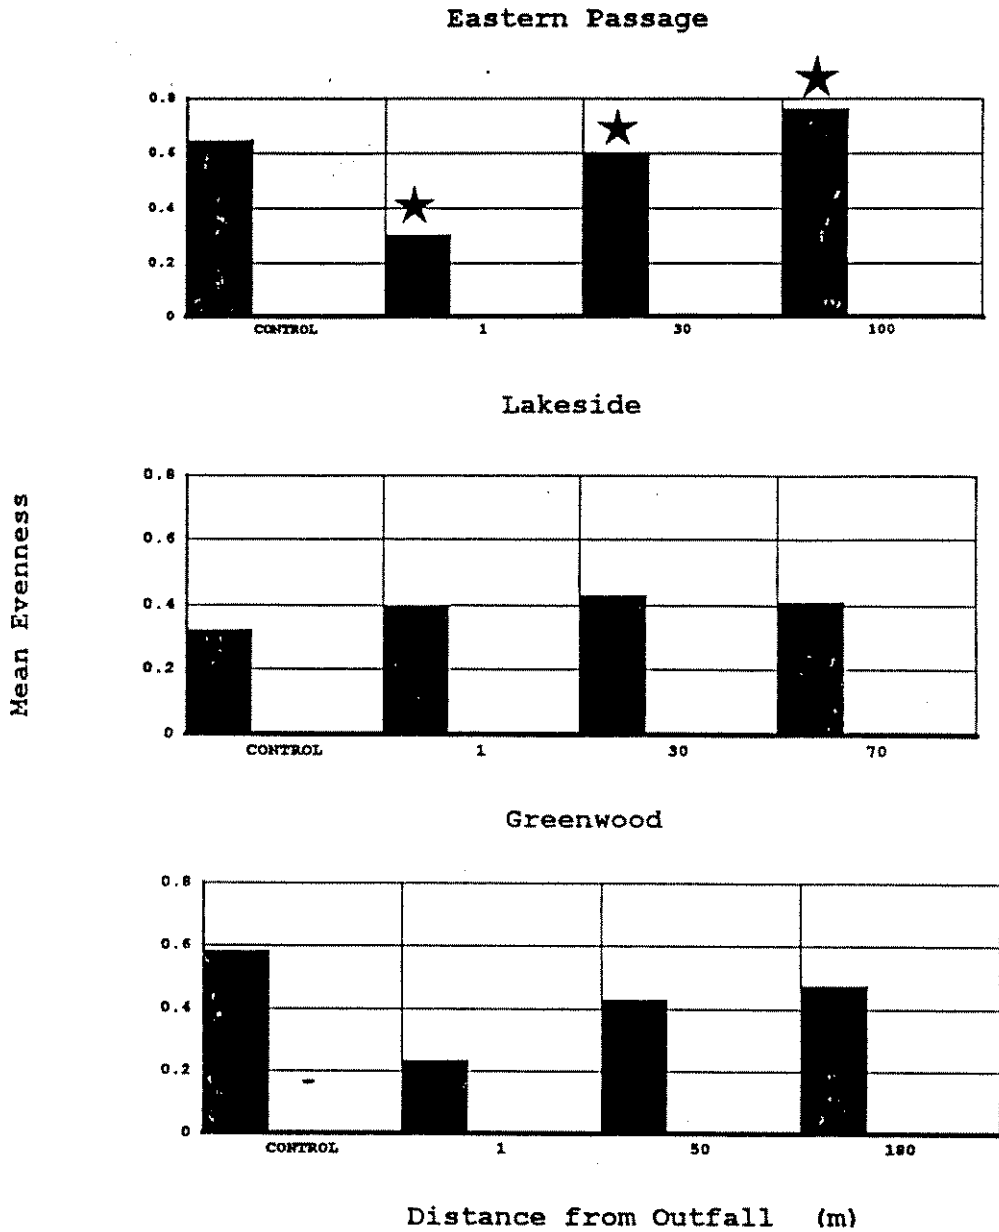 Eastern Passage
0.8
0.6
0.4
0.2
0
CONTROL 1 30 100
Lakeside
Mean Evenness
0.8
0.6
0.4
0.2
0
CONTROL 1 30 70
Greenwood
0.8
0.6
0.4
0.2
0
CONTROL 1 50 180
Distance from Outfall (m)